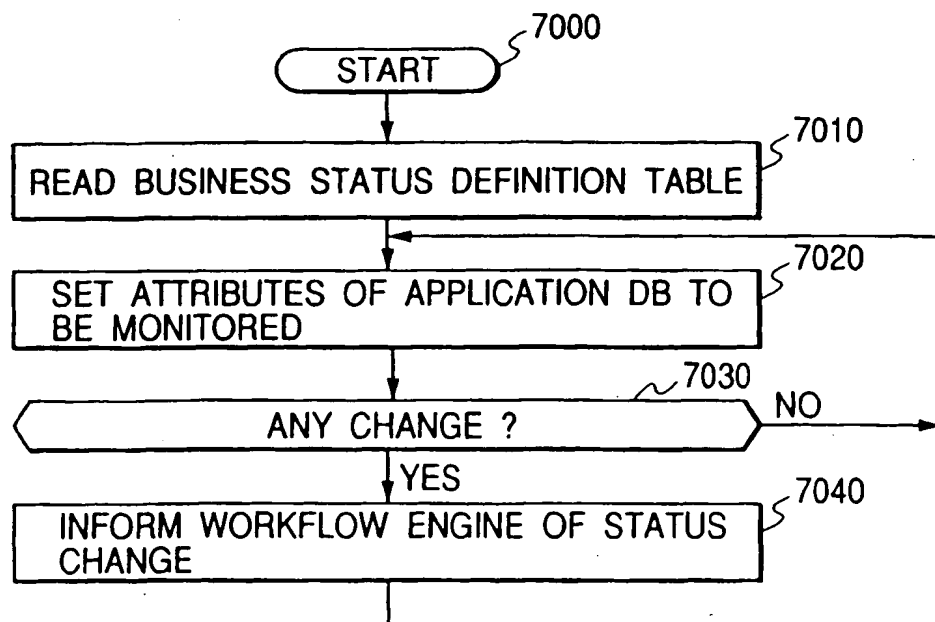 7000
START
7010
READ BUSINESS STATUS DEFINITION TABLE
7020
SET ATTRIBUTES OF APPLICATION DB TO
BE MONITORED
7030
ANY CHANGE ?
NO
YES
7040
INFORM WORKFLOW ENGINE OF STATUS
CHANGE